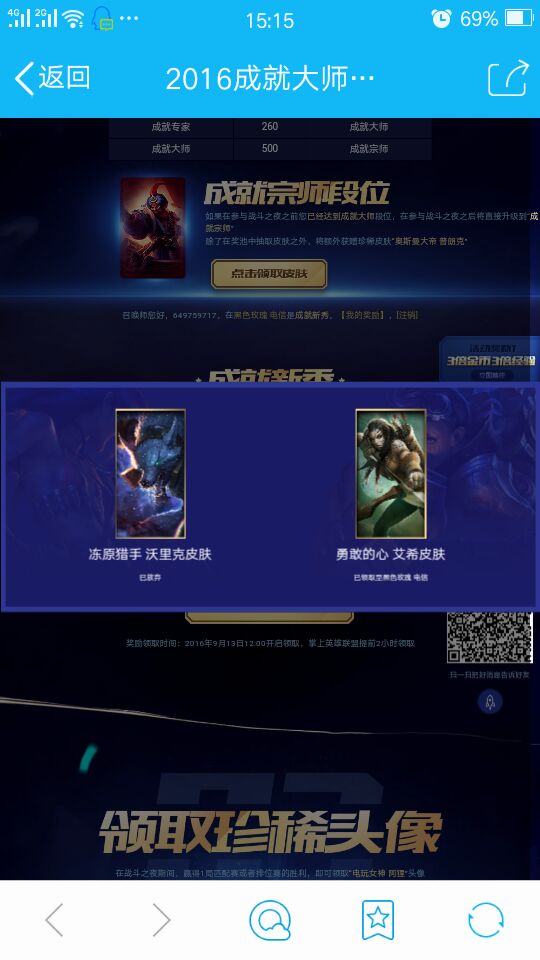 4G 2G 15:15 69%
返回 2016成就大师…
成就专家 260 成就大师
成就大师 500 成就宗师
成就宗师段位
如果在参与战斗之夜之前您已经达到成就大师段位，在参与战斗之夜之后将直接升级到"成
就宗师"
除了在奖池中抽取皮肤之外，将额外获赠珍稀皮肤"奥斯曼大帝 普朗克"
点击领取皮肤
召唤师您好，649759717，在黑色玫瑰 电信是成就新秀，【我的奖励】，[注销]
3倍金币3倍经验
成就新秀
冻原猎手 沃里克皮肤
已放弃
勇敢的心 艾希皮肤
已领取至黑色玫瑰 电信
奖励领取时间：2016年9月13日12:00开启领取，掌上英雄联盟提前2小时领取
扫一扫把好消息告诉好友
领取珍稀头像
在战斗之夜期间，赢得1局匹配赛或者排位赛的胜利，即可领取"电玩女神 阿狸"头像